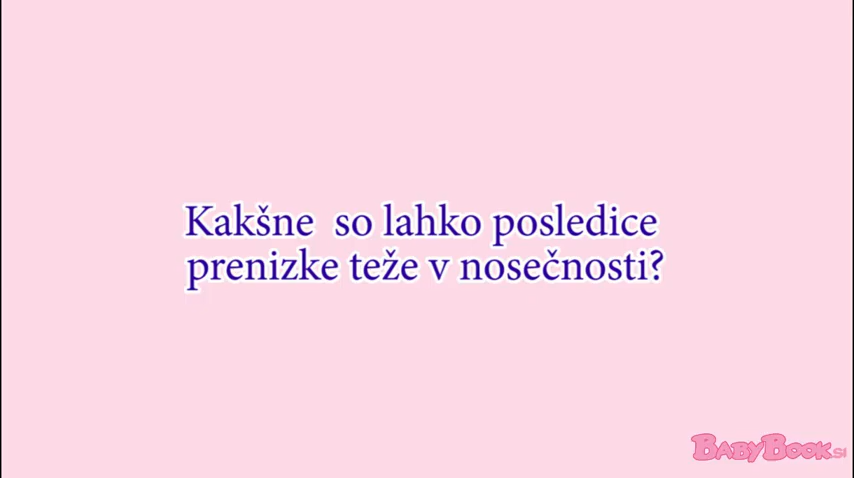 Kakšne so lahko posledice
prenizke teže v nosečnosti?
BABYBOOK.SI